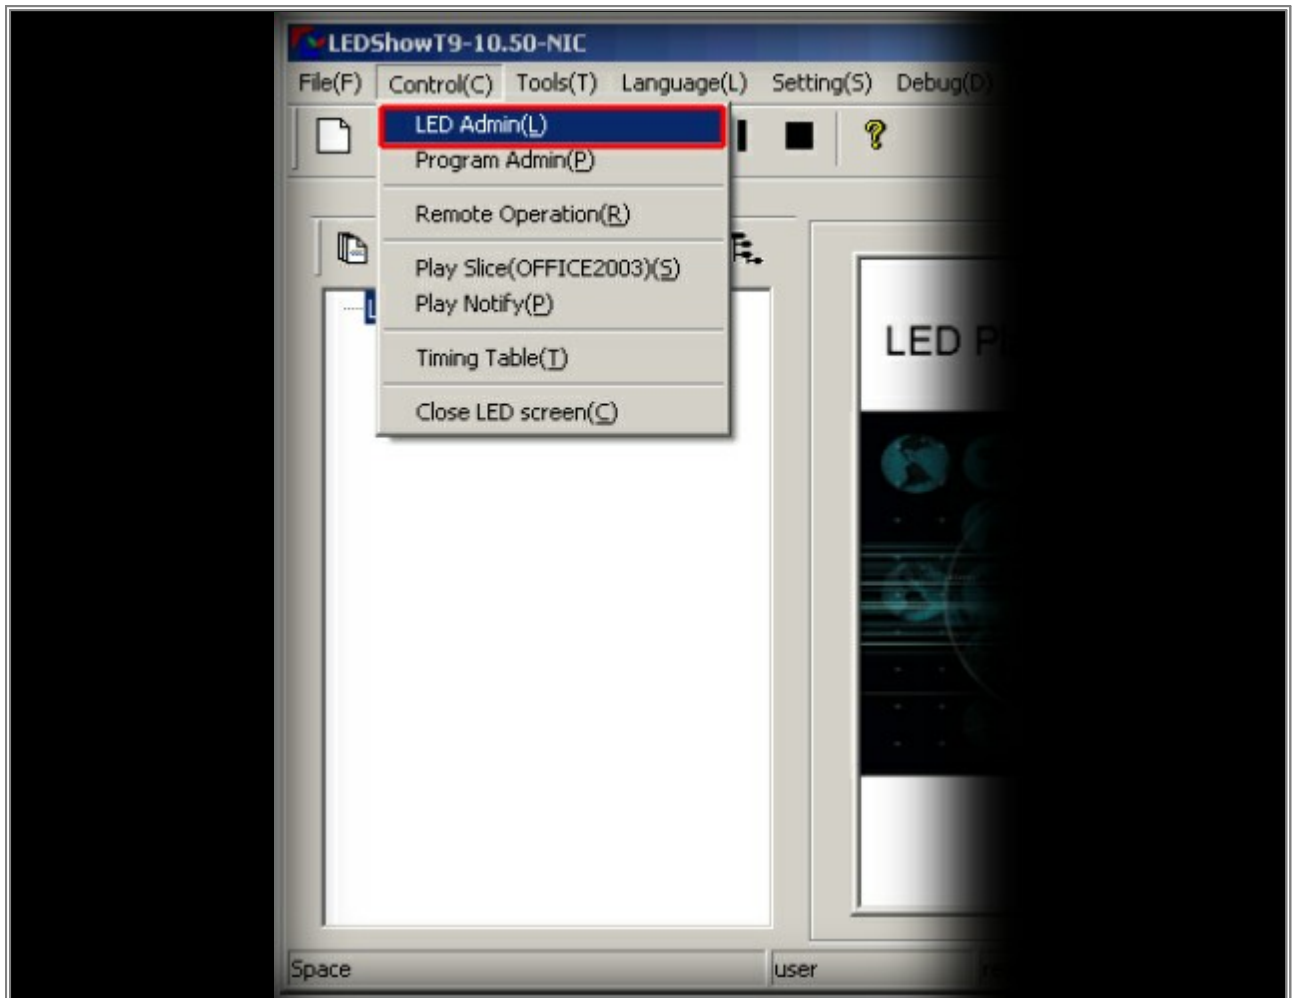 LEDShowT9-10.50-NIC
File(F) Control(C) Tools(T) Language(L) Setting(S) Debug(D)
LED Admin(L)
Program Admin(P)
Remote Operation(R)
Play Slice(OFFICE2003)(S)
Play Notify(P)
Timing Table(T)
Close LED screen(C)
LED
Space user